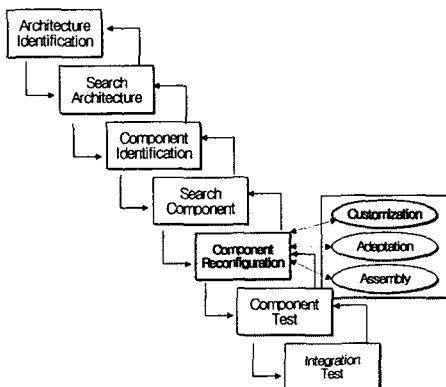 Architecture
Identification
Search
Architecture
Component
Identification
Search
Component
Component
Reconfiguration
Customization
Adaptation
Assembly
Component
Test
Integration
Test